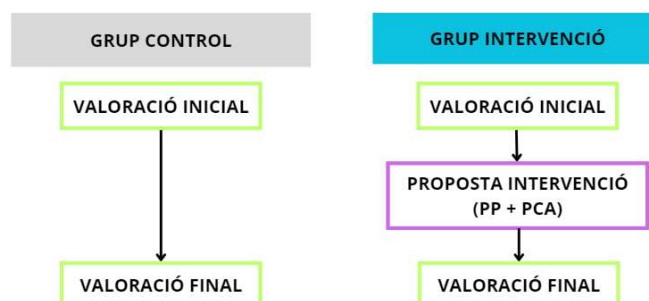 GRUP CONTROL
GRUP INTERVENCIÓ
VALORACIÓ INICIAL
VALORACIÓ INICIAL
PROPOSTA INTERVENCIÓ
(PP + PCA)
VALORACIÓ FINAL
VALORACIÓ FINAL